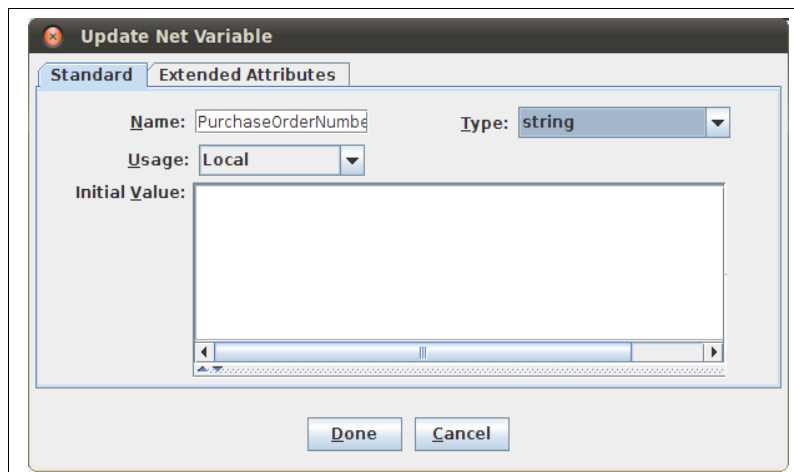 Update Net Variable
Standard Extended Attributes
Name: PurchaseOrderNumbe Type: string
Usage: Local
Initial Value:
Done Cancel